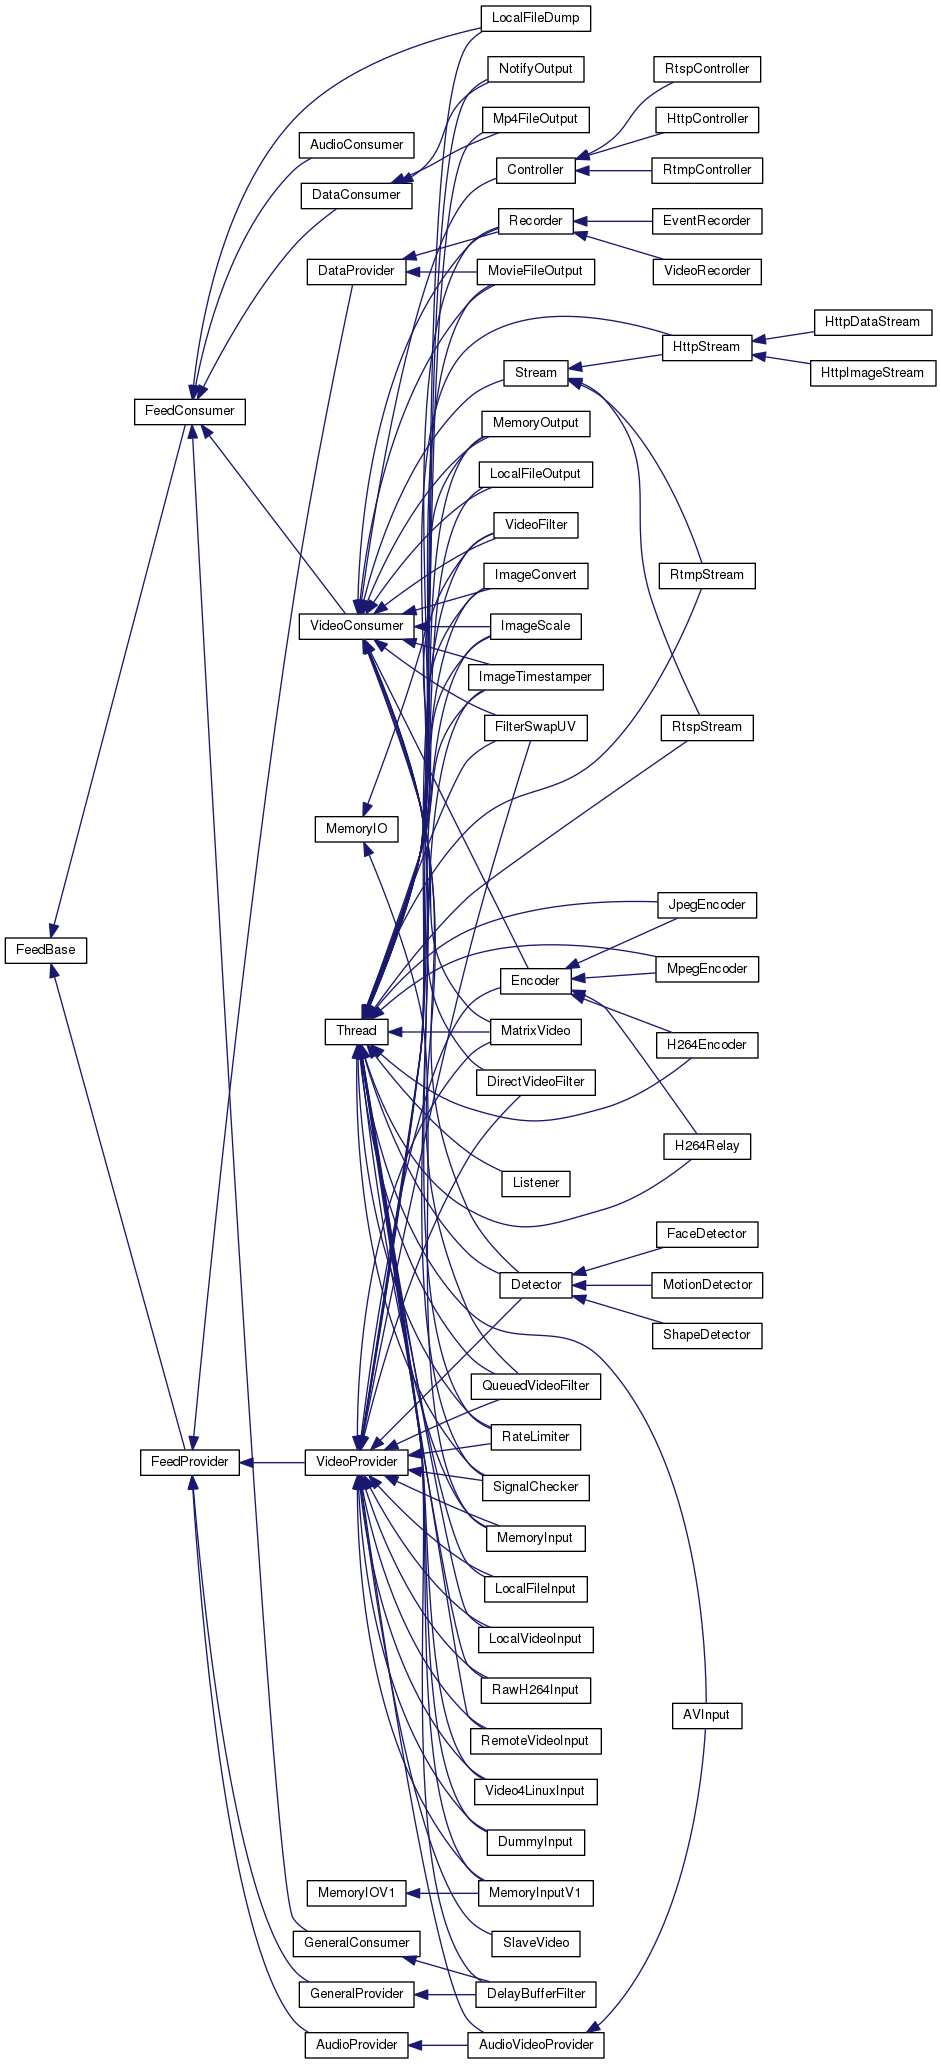 LocalFileDump
NotifyOutput
RtspController
Mp4FileOutput
HttpController
AudioConsumer
Controller
RtmpController
DataConsumer
Recorder
EventRecorder
DataProvider
MovieFileOutput
VideoRecorder
HttpDataStream
HttpStream
Stream
HttpImageStream
FeedConsumer
MemoryOutput
LocalFileOutput
VideoFilter
ImageConvert
RtmpStream
VideoConsumer
ImageScale
ImageTimestamper
FilterSwapUV
RtspStream
MemoryIO
JpegEncoder
FeedBase
Encoder
MpegEncoder
Thread
MatrixVideo
H264Encoder
DirectVideoFilter
H264Relay
Listener
FaceDetector
Detector
MotionDetector
ShapeDetector
QueuedVideoFilter
RateLimiter
FeedProvider
VideoProvider
SignalChecker
MemoryInput
LocalFileInput
LocalVideoInput
RawH264Input
AVInput
RemoteVideoInput
Video4LinuxInput
DummyInput
MemoryIOV1
MemoryInputV1
GeneralConsumer
SlaveVideo
GeneralProvider
DelayBufferFilter
AudioProvider
AudioVideoProvider